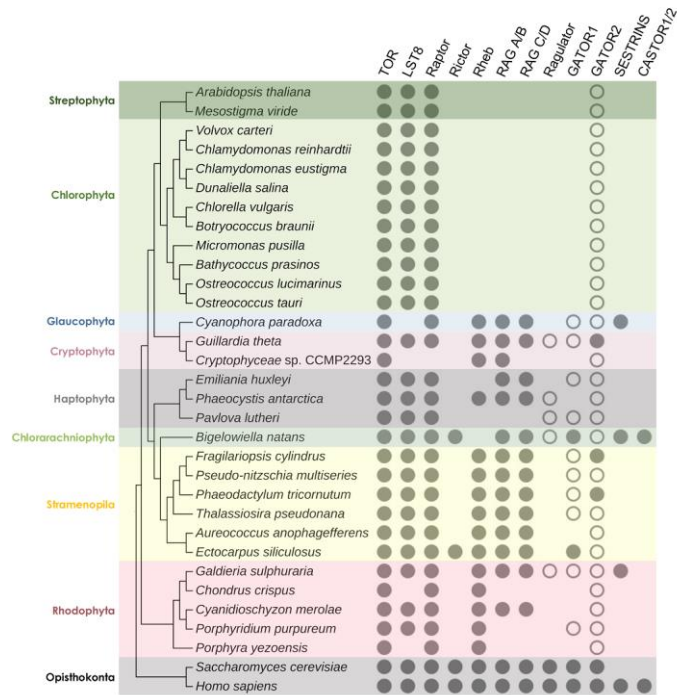 TOR LST8 Raptor Rictor Rheb RAG A/B RAG C/D Ragulator GATOR1 GATOR2 SESTRINS CASTOR1/2
Streptophyta
Arabidopsis thaliana
Mesostigma viride
Chlorophyta
Volvox carteri
Chlamydomonas reinhardtii
Chlamydomonas eustigma
Dunaliella salina
Chlorella vulgaris
Botryococcus braunii
Micromonas pusilla
Bathycoccus prasinos
Ostreococcus lucimarinus
Ostreococcus tauri
Glaucophyta
Cyanophora paradoxa
Cryptophyta
Guillardia theta
Cryptophyceae sp. CCMP2293
Haptophyta
Emiliania huxleyi
Phaeocystis antarctica
Pavlova lutheri
Chlorarachniophyta
Bigelowiella natans
Stramenopila
Fragilariopsis cylindrus
Pseudo-nitzschia multiseries
Phaeodactylum tricornutum
Thalassiosira pseudonana
Aureococcus anophagefferens
Ectocarpus siliculosus
Rhodophyta
Galdieria sulphuraria
Chondrus crispus
Cyanidioschyzon merolae
Porphyridium purpureum
Porphyra yezoensis
Opisthokonta
Saccharomyces cerevisiae
Homo sapiens